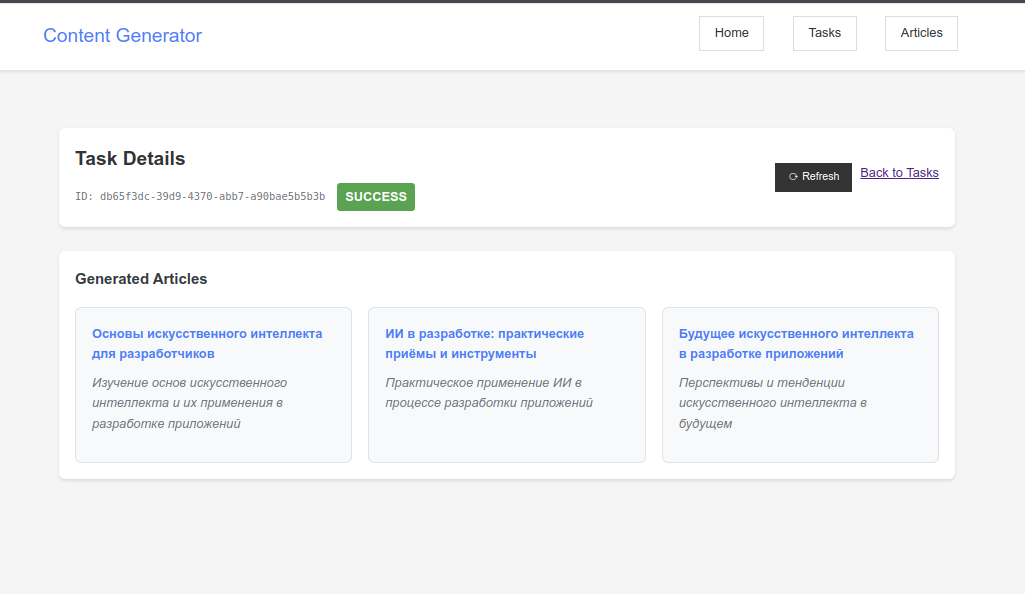 Content Generator
Home
Tasks
Articles
Task Details
ID: db65f3dc-39d9-4370-abb7-a90bae5b5b3b
SUCCESS
Refresh
Back to Tasks
Generated Articles
Основы искусственного интеллекта
для разработчиков
Изучение основ искусственного
интеллекта и их применения в
разработке приложений
ИИ в разработке: практические
приёмы и инструменты
Практическое применение ИИ в
процессе разработки приложений
Будущее искусственного интеллекта
в разработке приложений
Перспективы и тенденции
искусственного интеллекта в
будущем